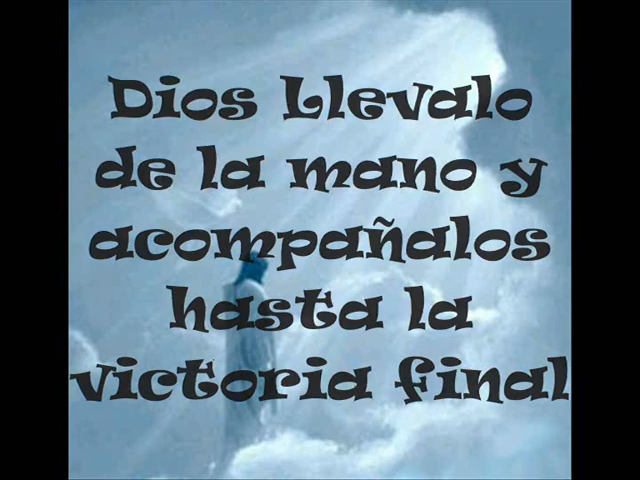 Dios Llevalo
de la mano y
acompañalos
hasta la
victoria final